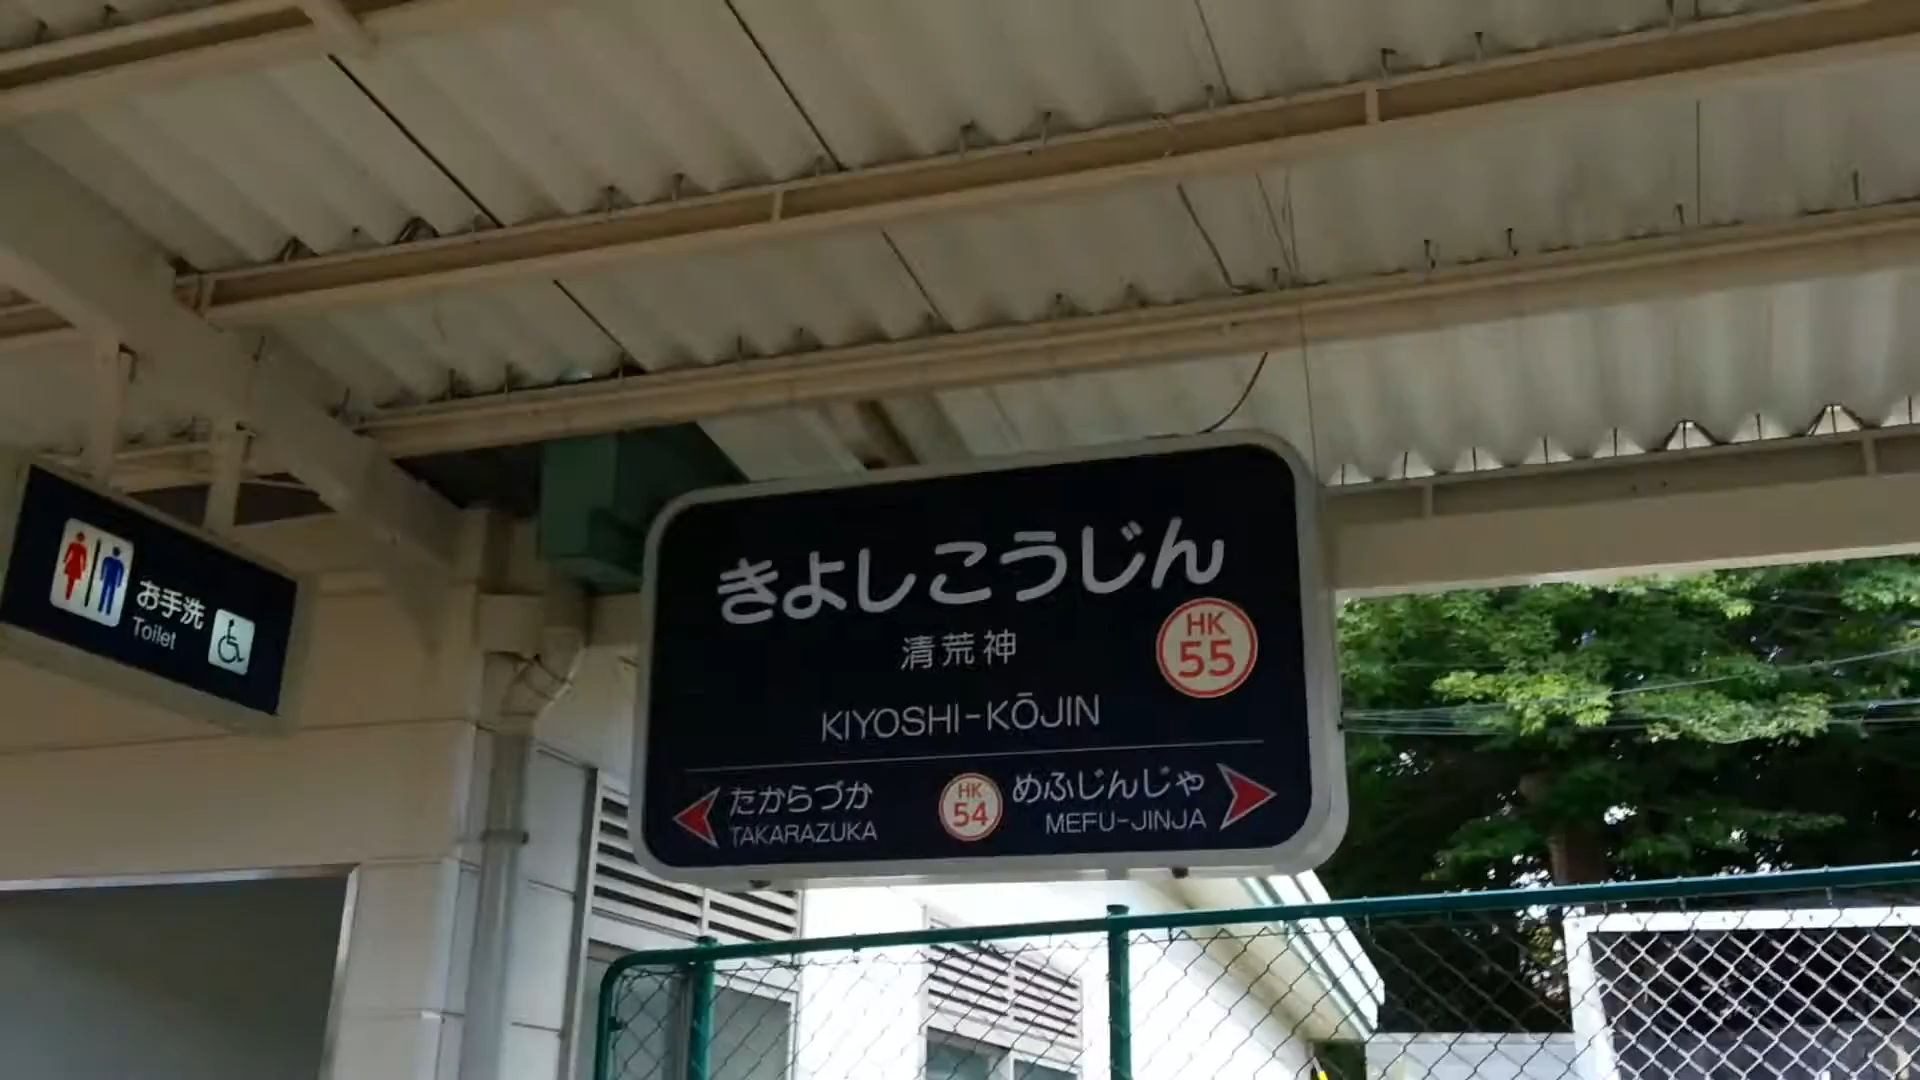 お手洗
Toilet
きよしこうじん
清荒神
HK
55
KIYOSHI-KŌJIN
たからづか
TAKARAZUKA
HK
54
めふじんじゃ
MEFU-JINJA